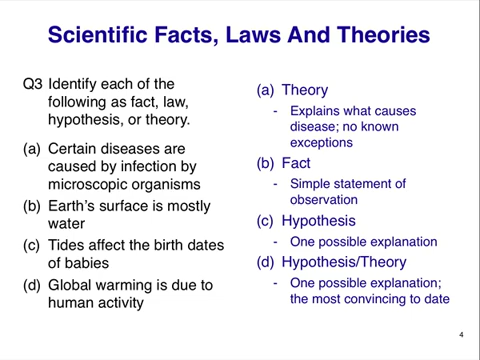 Scientific Facts, Laws And Theories
Q3 Identify each of the
following as fact, law,
hypothesis, or theory.
(a) Certain diseases are
caused by infection by
microscopic organisms
(b) Earth's surface is mostly
water
(c) Tides affect the birth dates
of babies
(d) Global warming is due to
human activity
(a) Theory
- Explains what causes
disease; no known
exceptions
(b) Fact
- Simple statement of
observation
(c) Hypothesis
- One possible explanation
(d) Hypothesis/Theory
- One possible explanation;
the most convincing to date
4